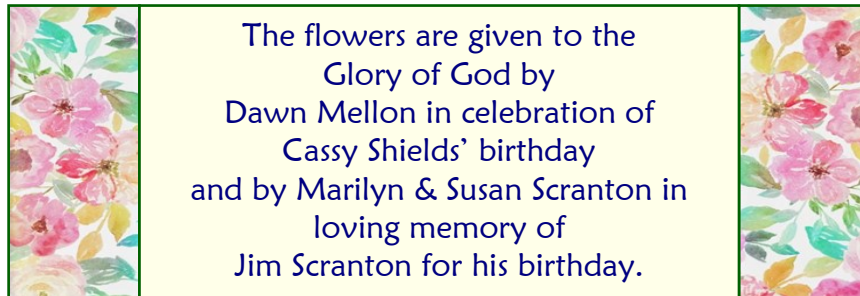 The flowers are given to the
Glory of God by
Dawn Mellon in celebration of
Cassy Shields’ birthday
and by Marilyn & Susan Scranton in
loving memory of
Jim Scranton for his birthday.